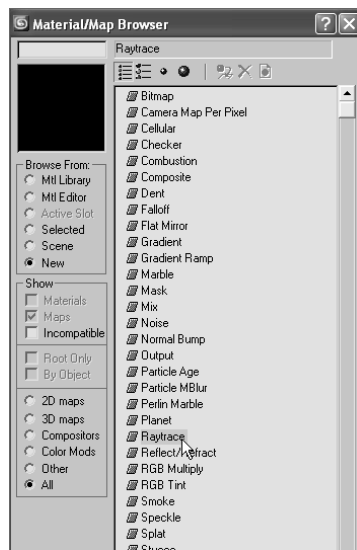 Material/Map Browser
Raytrace
Browse From:
Mtl Library
Mtl Editor
Active Slot
Selected
Scene
New
Show
Materials
Maps
Incompatible
Root Only
By Object
2D maps
3D maps
Compositors
Color Mods
Other
All
Bitmap
Camera Map Per Pixel
Cellular
Checker
Combustion
Composite
Dent
Falloff
Flat Mirror
Gradient
Gradient Ramp
Marble
Mask
Mix
Noise
Normal Bump
Output
Particle Age
Particle MBlur
Perlin Marble
Planet
Raytrace
Reflect/Refract
RGB Multiply
RGB Tint
Smoke
Speckle
Splat